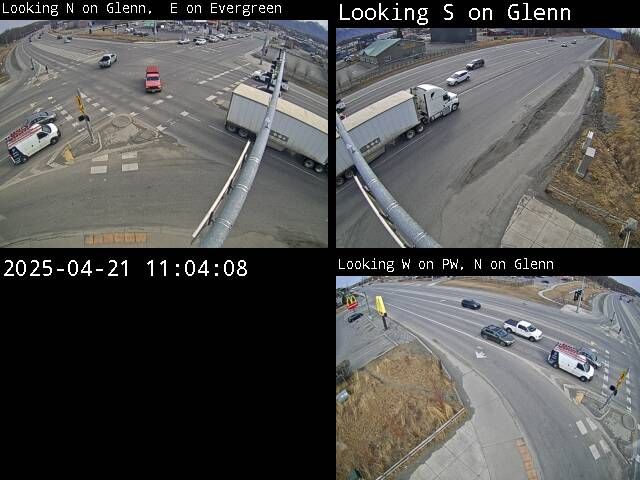 Looking N on Glenn,  E on Evergreen
Looking S on Glenn
2025-04-21 11:04:08
Looking W on PW, N on Glenn